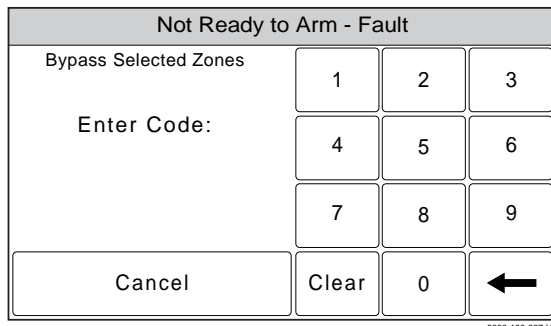 Not Ready to Arm - Fault
Bypass Selected Zones
Enter Code:
1 2 3
4 5 6
7 8 9
Cancel Clear 0